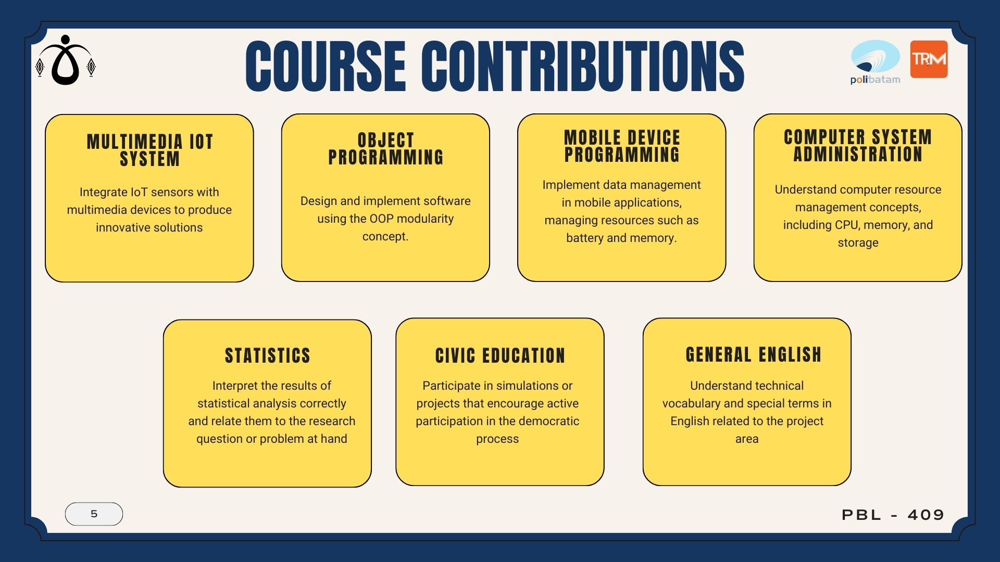 COURSE CONTRIBUTIONS
polibatam
TRM
MULTIMEDIA IOT
SYSTEM
Integrate IoT sensors with
multimedia devices to produce
innovative solutions
OBJECT
PROGRAMMING
Design and implement software
using the OOP modularity
concept.
MOBILE DEVICE
PROGRAMMING
Implement data management
in mobile applications,
managing resources such as
battery and memory.
COMPUTER SYSTEM
ADMINISTRATION
Understand computer resource
management concepts,
including CPU, memory, and
storage
STATISTICS
Interpret the results of
statistical analysis correctly
and relate them to the research
question or problem at hand
CIVIC EDUCATION
Participate in simulations or
projects that encourage active
participation in the democratic
process
GENERAL ENGLISH
Understand technical
vocabulary and special terms in
English related to the project
area
5
PBL - 409